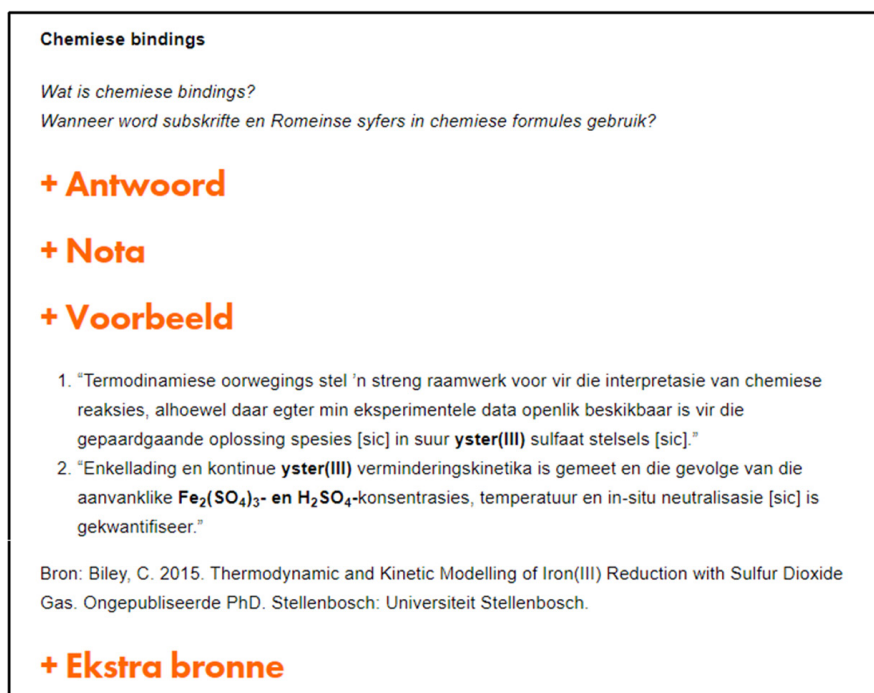 Chemiese bindings
Wat is chemiese bindings?
Wanneer word subskrifte en Romeinse syfers in chemiese formules gebruik?
+ Antwoord
+ Nota
+ Voorbeeld
1. “Termodinamiese oorwegings stel ’n streng raamwerk voor vir die interpretasie van chemiese
reaksies, alhoewel daar egter min eksperimentele data openlik beskikbaar is vir die
gepaardgaande oplossing spesies [sic] in suur yster(III) sulfaat stelsels [sic].”
2. “Enkellading en kontinue yster(III) verminderingskinetika is gemeet en die gevolge van die
aanvanklike Fe₂(SO₄)₃- en H₂SO₄-konsentrasies, temperatuur en in-situ neutralisasie [sic] is
gekwantifiseer.”
Bron: Biley, C. 2015. Thermodynamic and Kinetic Modelling of Iron(III) Reduction with Sulfur Dioxide
Gas. Ongepubliseerde PhD. Stellenbosch: Universiteit Stellenbosch.
+ Ekstra bronne